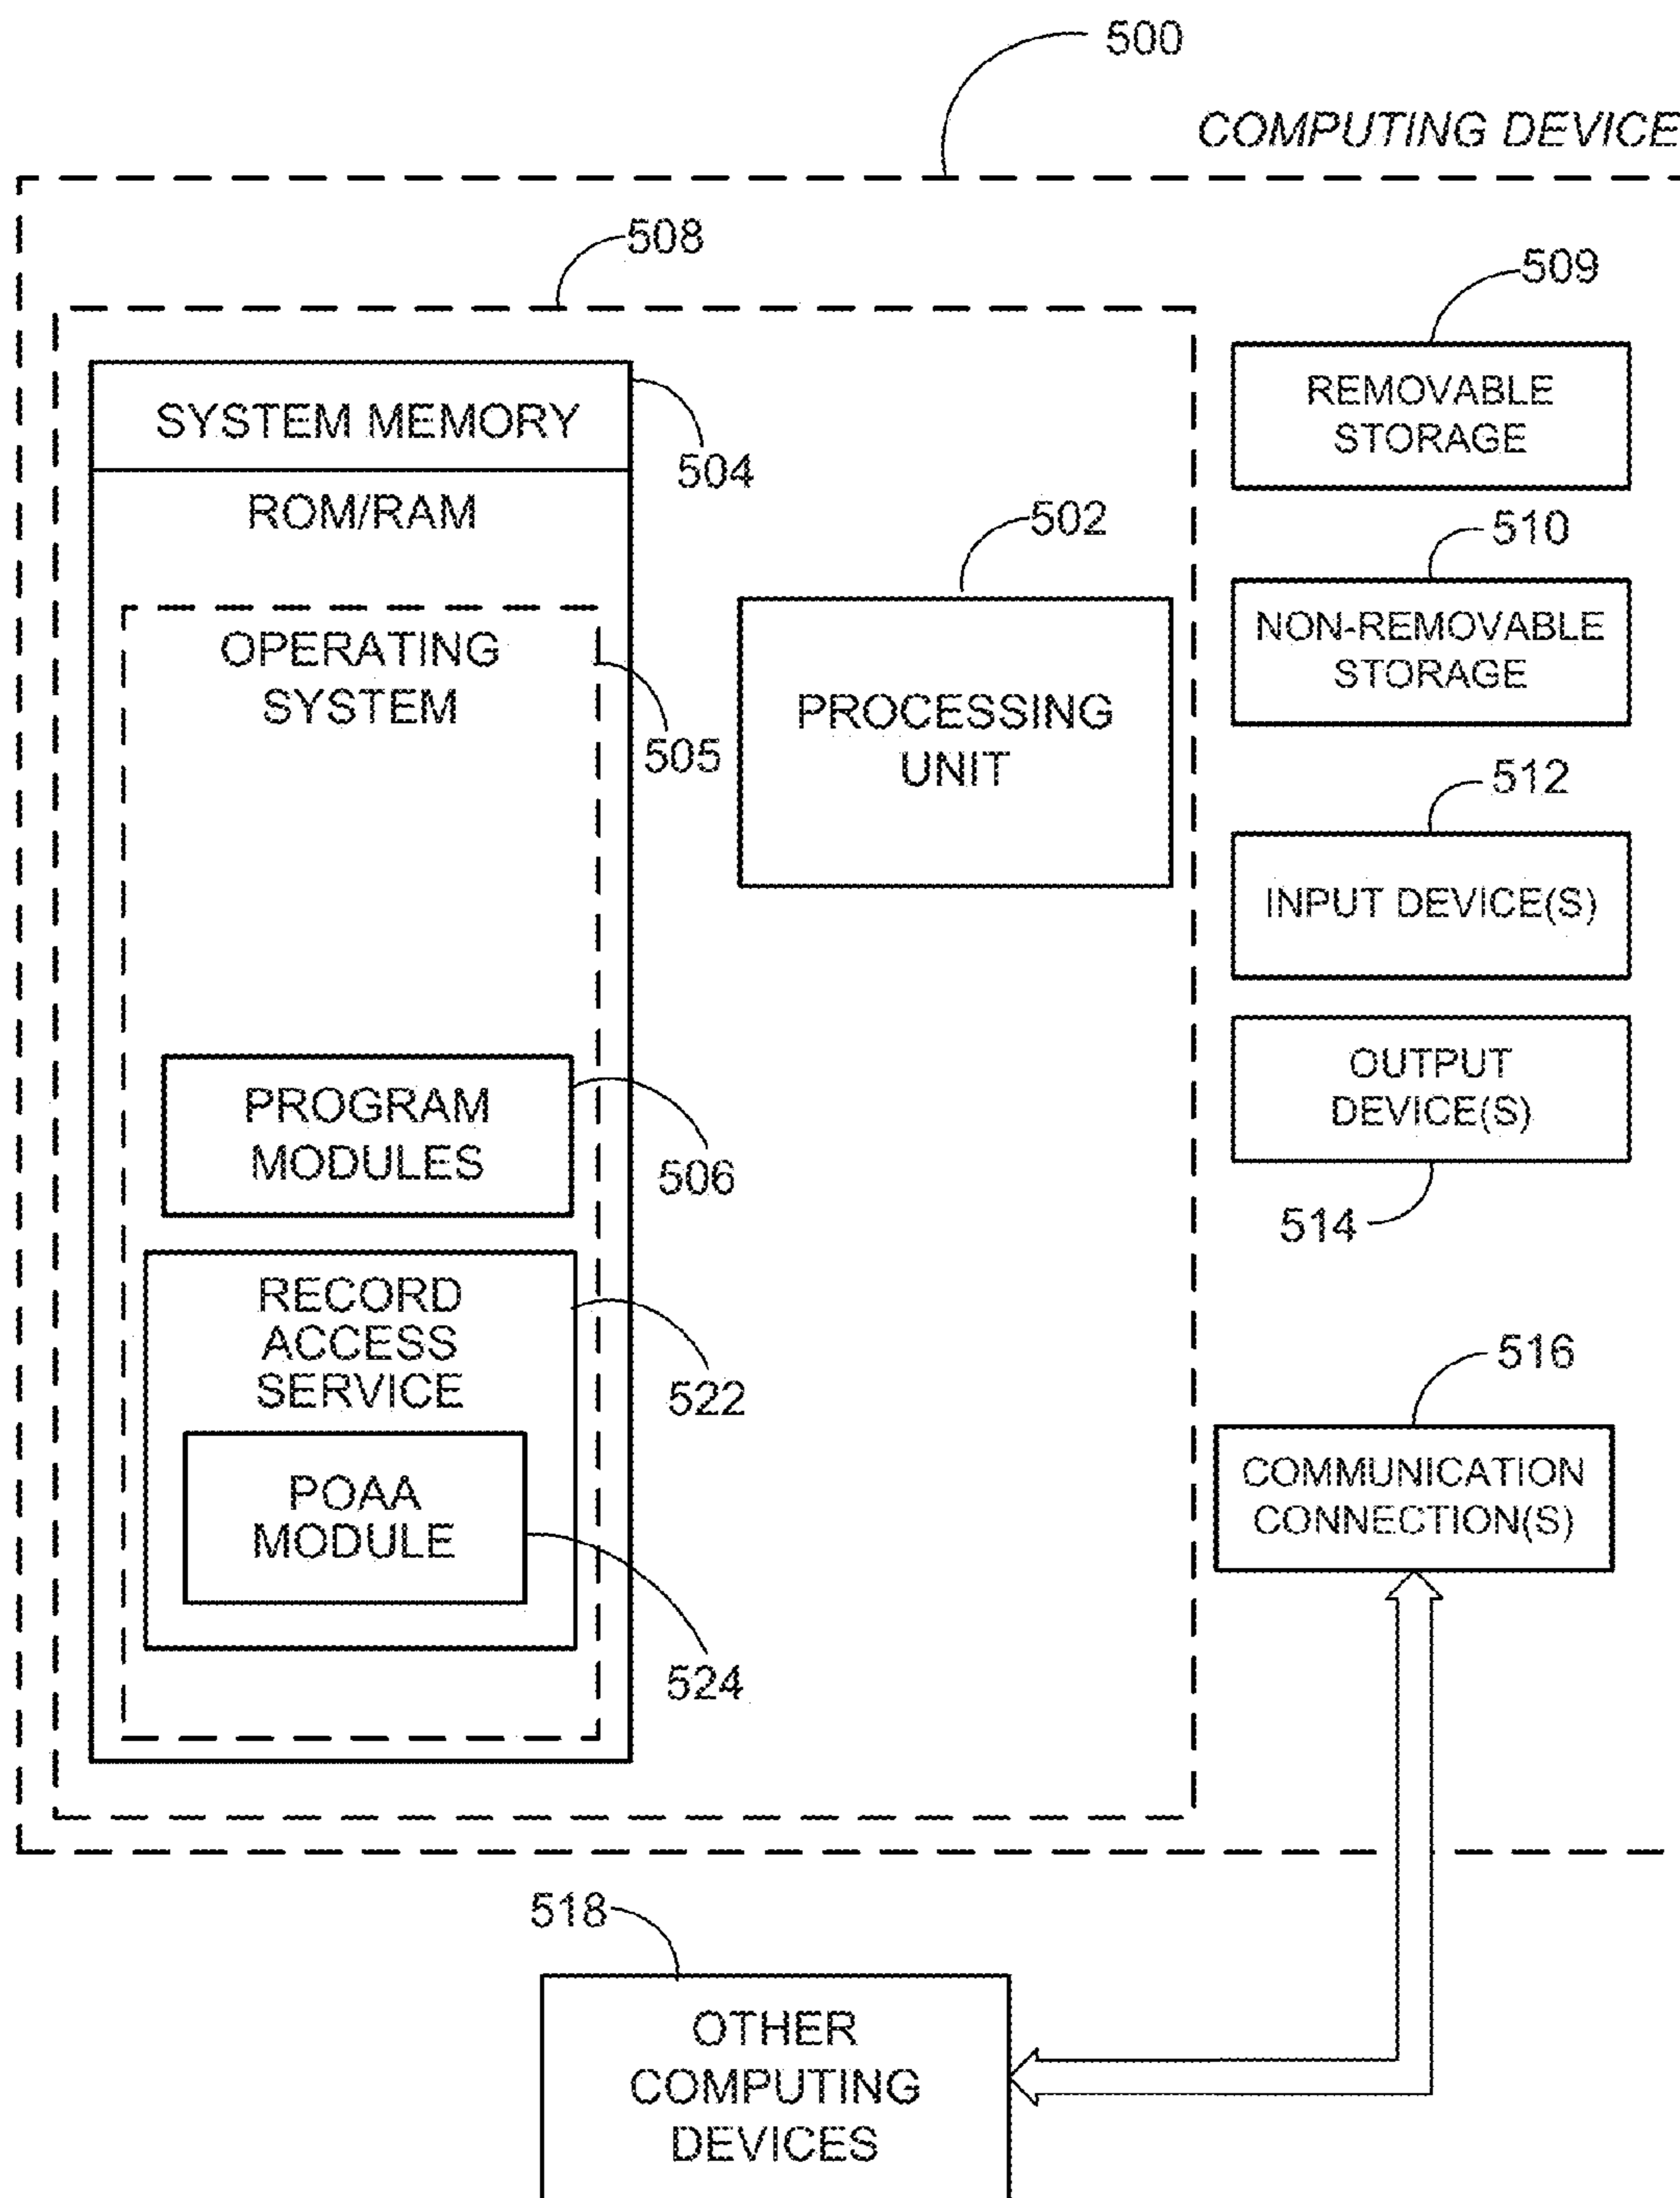 500
COMPUTING DEVICE
508
509
SYSTEM MEMORY
504
ROM/RAM
REMOVABLE
STORAGE
502
510
OPERATING
SYSTEM
505
PROCESSING
UNIT
NON-REMOVABLE
STORAGE
512
INPUT DEVICE(S)
PROGRAM
MODULES
506
OUTPUT
DEVICE(S)
514
RECORD
ACCESS
SERVICE
522
516
POAA
MODULE
524
COMMUNICATION
CONNECTION(S)
518
OTHER
COMPUTING
DEVICES